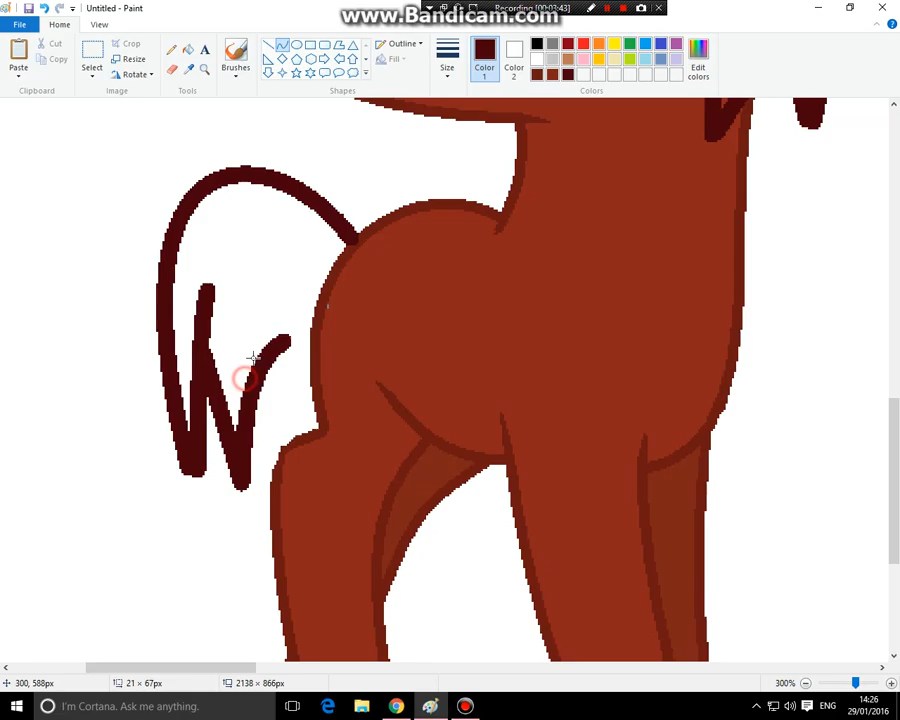 Untitled - Paint
www.Bandicam.com
Recording [00:03:43]
File
Home
View
Paste
Cut
Copy
Clipboard
Select
Crop
Resize
Rotate
Image
Tools
Brushes
Outline
Fill
Shapes
Size
Color 1
Color 2
Edit colors
Colors
300, 588px
21 × 67px
2138 × 866px
300%
I'm Cortana. Ask me anything.
14:26
29/01/2016